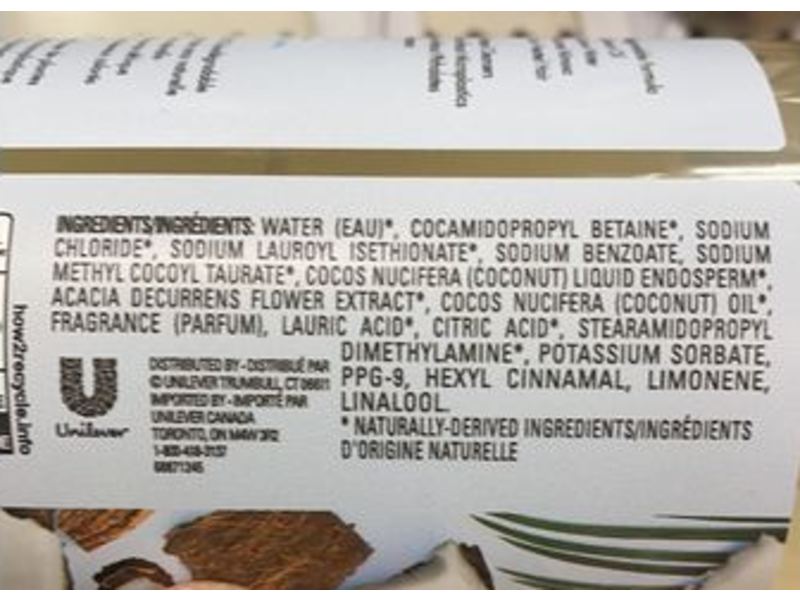 INGREDIENTS/INGRÉDIENTS: WATER (EAU)*, COCAMIDOPROPYL BETAINE*, SODIUM
CHLORIDE*, SODIUM LAUROYL ISETHIONATE*, SODIUM BENZOATE, SODIUM
METHYL COCOYL TAURATE*, COCOS NUCIFERA (COCONUT) LIQUID ENDOSPERM*,
ACACIA DECURRENS FLOWER EXTRACT*, COCOS NUCIFERA (COCONUT) OIL*,
FRAGRANCE (PARFUM), LAURIC ACID*, CITRIC ACID*, STEARAMIDOPROPYL
DIMETHYLAMINE*, POTASSIUM SORBATE,
PPG-9, HEXYL CINNAMAL, LIMONENE,
LINALOOL.
* NATURALLY-DERIVED INGREDIENTS/INGRÉDIENTS
D'ORIGINE NATURELLE
DISTRIBUTED BY - DISTRIBUÉ PAR
© UNILEVER TRUMBULL, CT 06611
IMPORTED BY - IMPORTÉ PAR
UNILEVER CANADA
TORONTO, ON M4W 3R2
Unilever
how2recycle.info